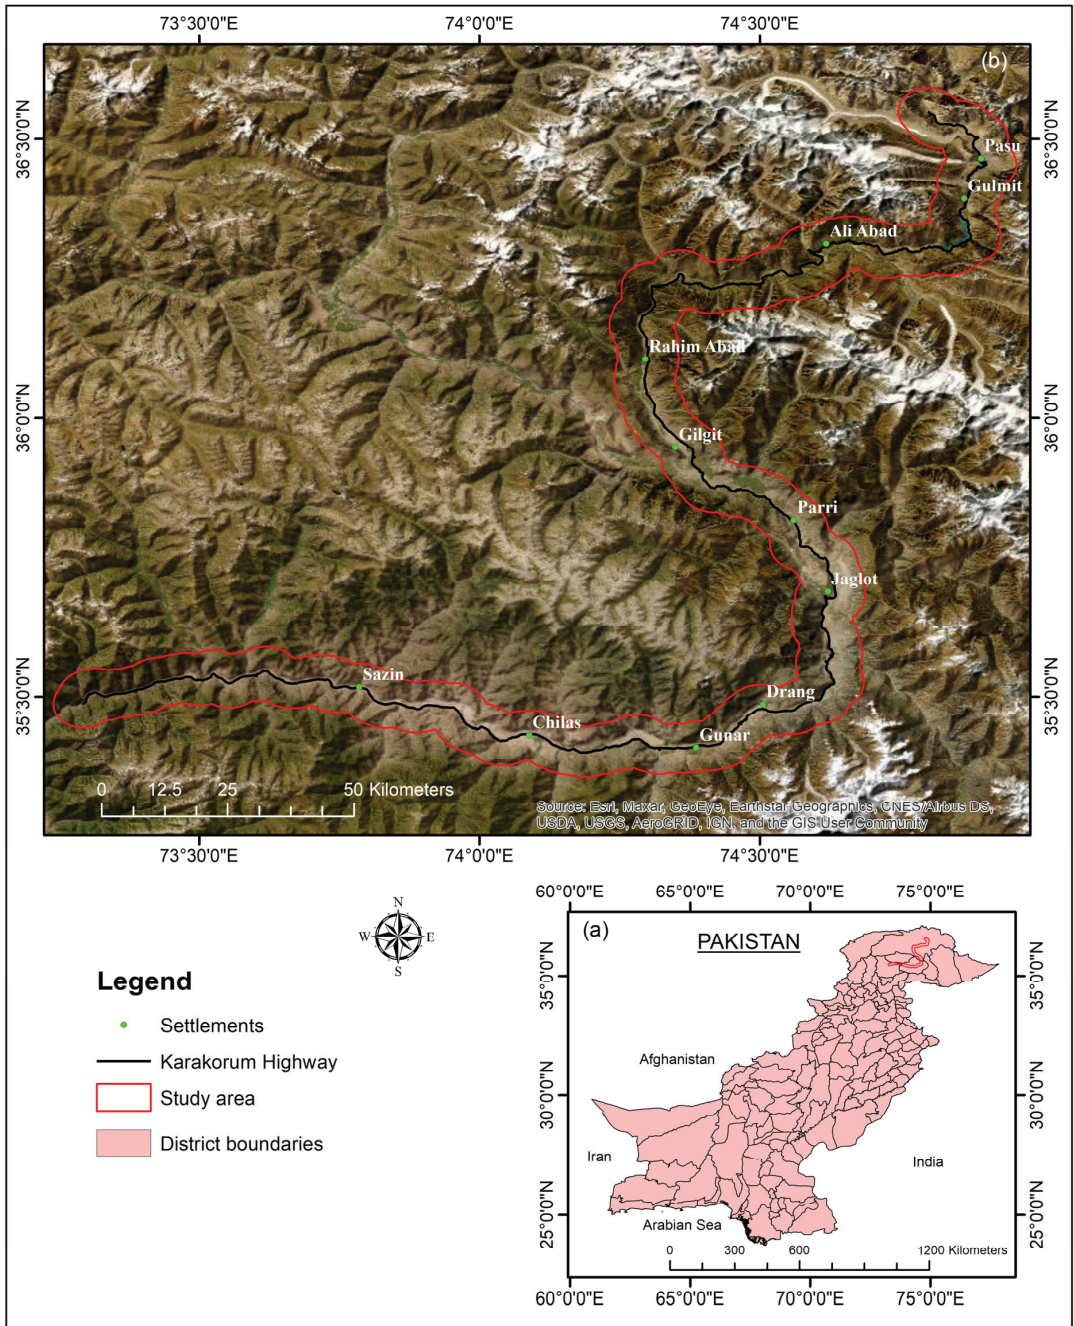 73°30'0"E 74°0'0"E 74°30'0"E
(b)
36°30'0"N 36°30'0"N
Pasu
Gulmit
Ali Abad
Rahim Abad
36°0'0"N 36°0'0"N
Gilgit
Parri
Jaglot
Sazin
35°30'0"N 35°30'0"N
Drang
Chilas
Gunar
0 12.5 25 50 Kilometers
Source: Esri, Maxar, GeoEye, Earthstar Geographics, CNES/Airbus DS,
USDA, USGS, AeroGRID, IGN, and the GIS User Community
73°30'0"E 74°0'0"E 74°30'0"E
N
W E
S
Legend
Settlements
Karakorum Highway
Study area
District boundaries
60°0'0"E 65°0'0"E 70°0'0"E 75°0'0"E
(a)
PAKISTAN
35°0'0"N 35°0'0"N
Afghanistan
30°0'0"N 30°0'0"N
Iran
India
25°0'0"N 25°0'0"N
Arabian Sea
0 300 600 1200 Kilometers
60°0'0"E 65°0'0"E 70°0'0"E 75°0'0"E